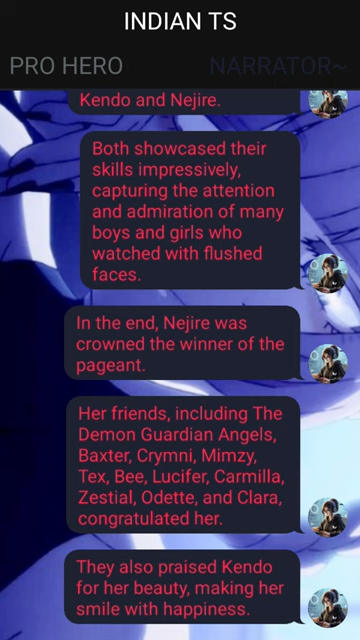 INDIAN TS
PRO HERO NARRATOR~
Kendo and Nejire.
Both showcased their
skills impressively,
capturing the attention
and admiration of many
boys and girls who
watched with flushed
faces.
In the end, Nejire was
crowned the winner of the
pageant.
Her friends, including The
Demon Guardian Angels,
Baxter, Crymni, Mimzy,
Tex, Bee, Lucifer, Carmilla,
Zestial, Odette, and Clara,
congratulated her.
They also praised Kendo
for her beauty, making her
smile with happiness.